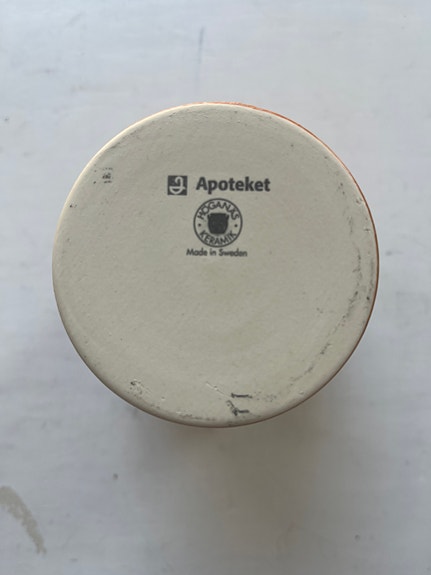 Apoteket
HÖGANÄS
KERAMIK
Made in Sweden